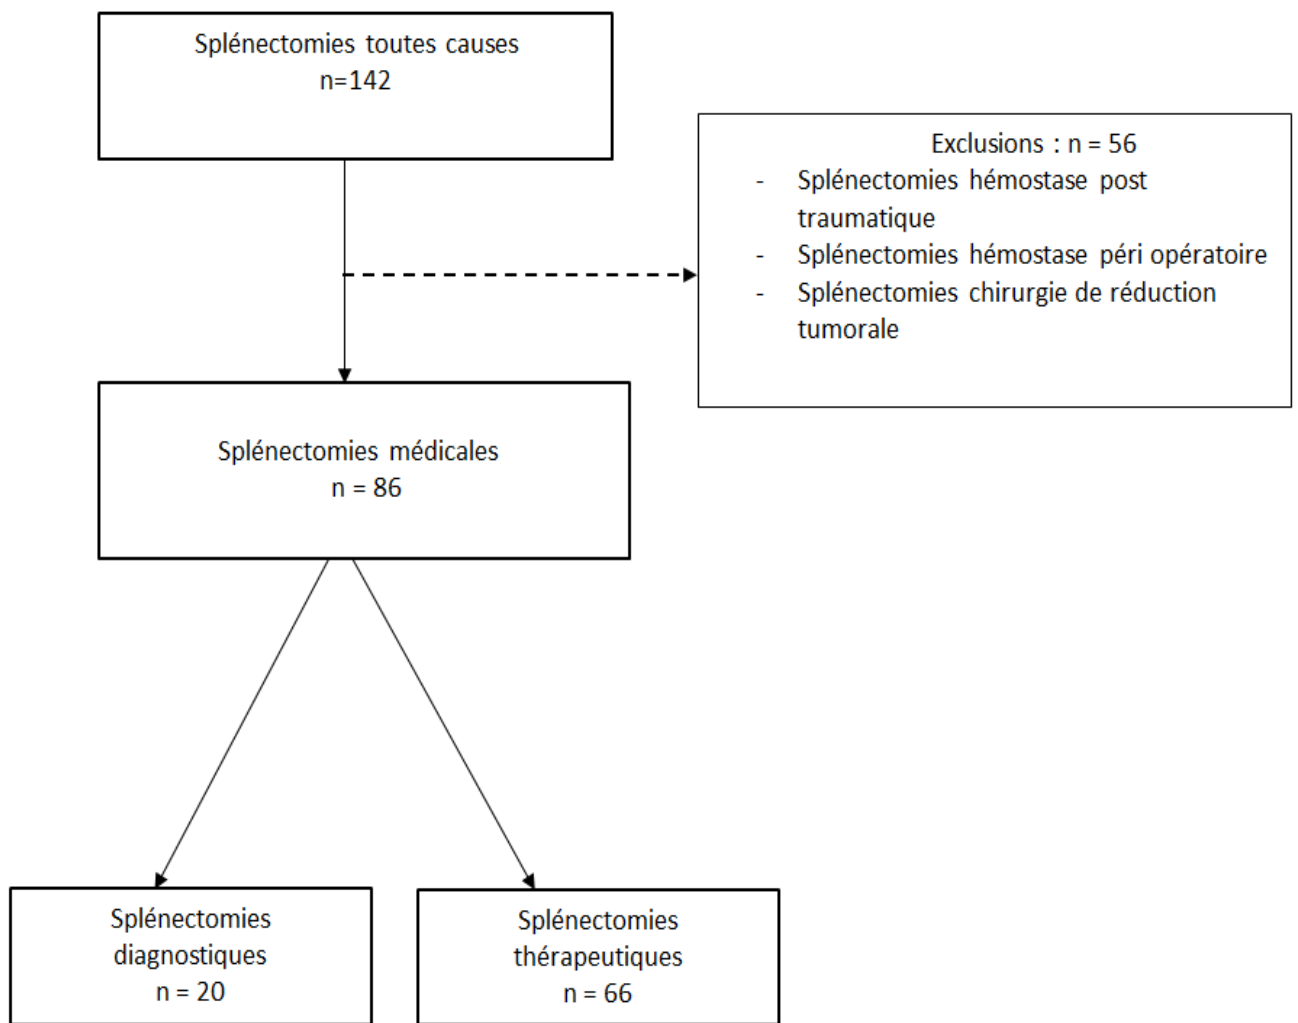 Splénectomies toutes causes
n=142
Exclusions : n = 56
- Splénectomies hémostase post
traumatique
- Splénectomies hémostase péri opératoire
- Splénectomies chirurgie de réduction
tumorale
Splénectomies médicales
n = 86
Splénectomies
diagnostiques
n = 20
Splénectomies
thérapeutiques
n = 66